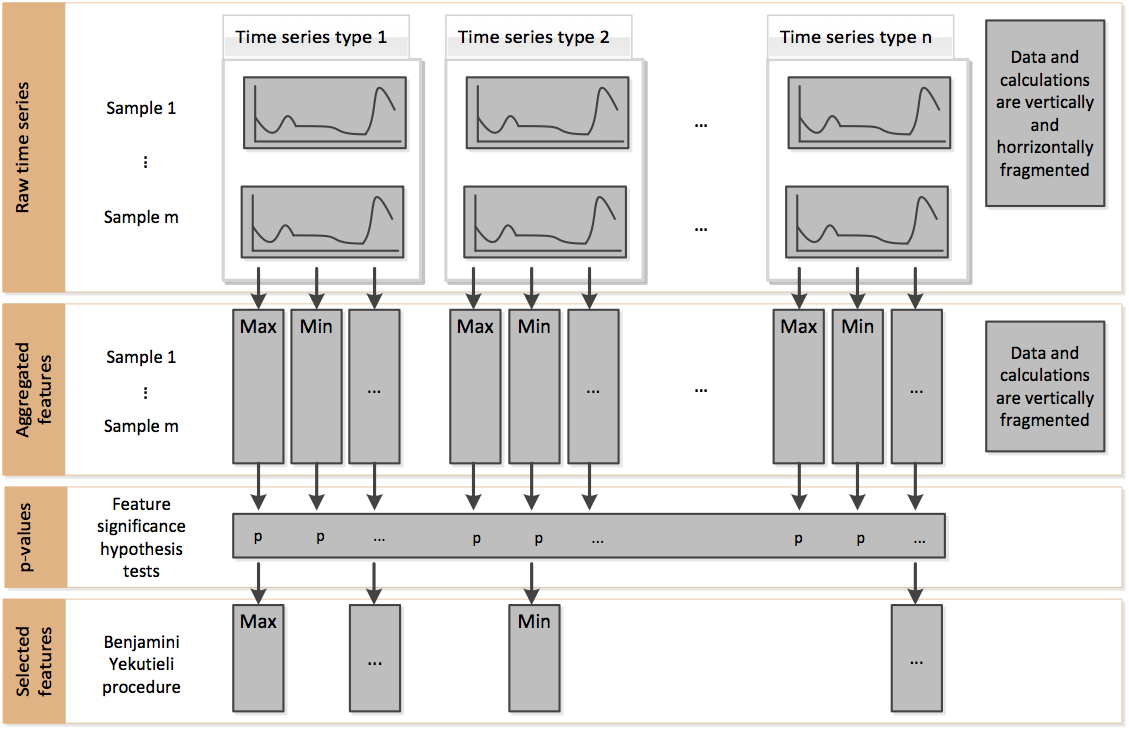 Raw time series
Time series type 1
Time series type 2
Time series type n
Sample 1
⋮
Sample m
...
...
Data and
calculations
are vertically
and
horrizontally
fragmented
Aggregated
features
Sample 1
⋮
Sample m
Max
Min
...
Max
Min
...
...
Max
Min
...
Data and
calculations
are vertically
fragmented
p-values
Feature
significance
hypothesis
tests
p
p
...
p
p
...
p
p
...
Selected
features
Benjamini
Yekutieli
procedure
Max
...
Min
...